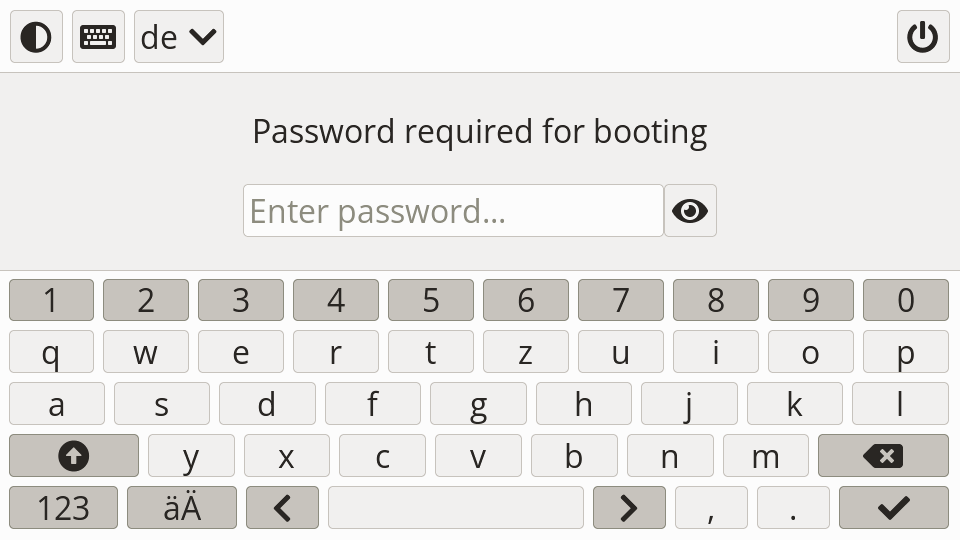 de
Password required for booting
Enter password...
1 2 3 4 5 6 7 8 9 0
q w e r t z u i o p
a s d f g h j k l
y x c v b n m
123 äÄ , .